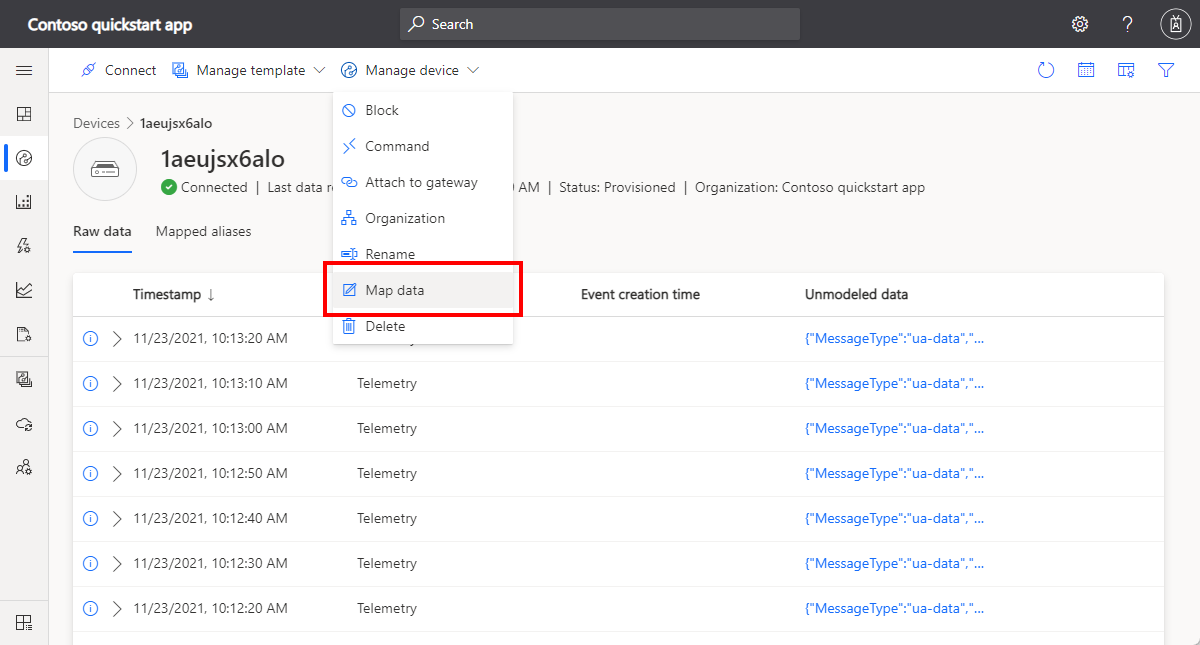 Contoso quickstart app
Search
Connect
Manage template
Manage device
Block
Command
Attach to gateway
Organization
Rename
Map data
Delete
Devices > 1aeujsx6alo
1aeujsx6alo
Connected | Last data AM | Status: Provisioned | Organization: Contoso quickstart app
Raw data
Mapped aliases
Timestamp ↓
Event creation time
Unmodeled data
11/23/2021, 10:13:20 AM {"MessageType":"ua-data","...
11/23/2021, 10:13:10 AM Telemetry {"MessageType":"ua-data","...
11/23/2021, 10:13:00 AM Telemetry {"MessageType":"ua-data","...
11/23/2021, 10:12:50 AM Telemetry {"MessageType":"ua-data","...
11/23/2021, 10:12:40 AM Telemetry {"MessageType":"ua-data","...
11/23/2021, 10:12:30 AM Telemetry {"MessageType":"ua-data","...
11/23/2021, 10:12:20 AM Telemetry {"MessageType":"ua-data","...